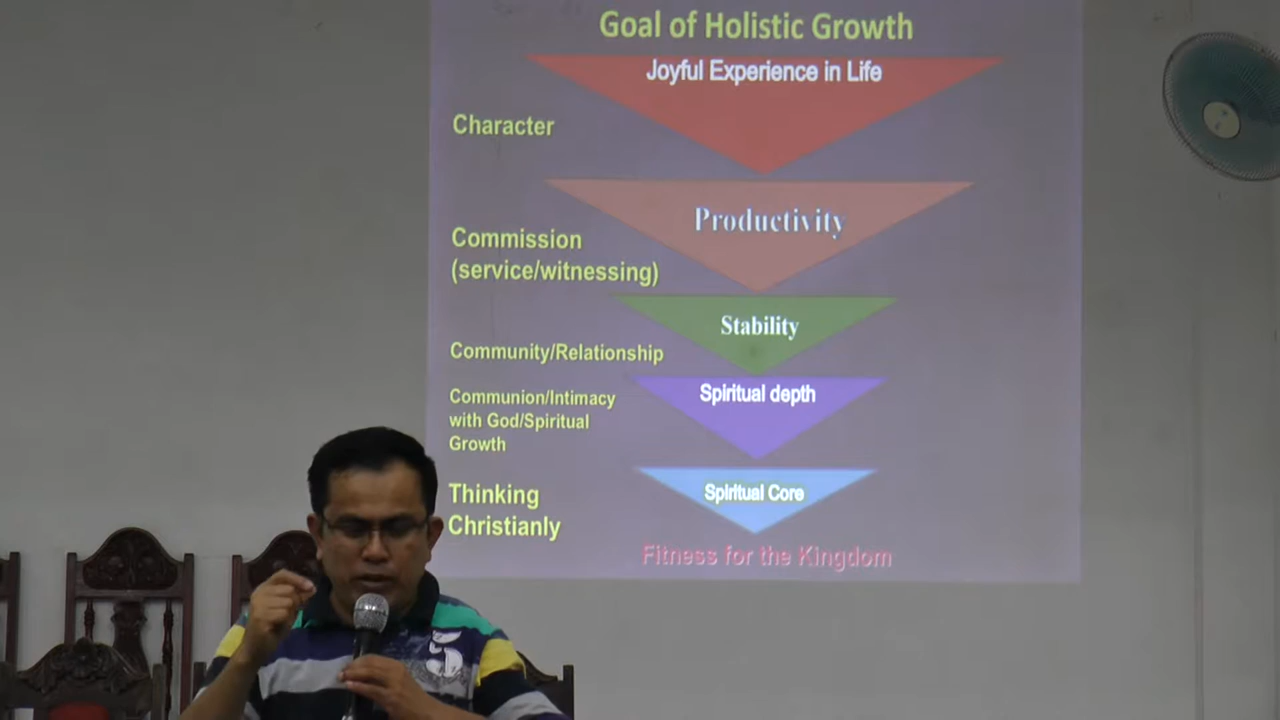 Goal of Holistic Growth
Joyful Experience in Life
Character
Productivity
Commission
(service/witnessing)
Stability
Community/Relationship
Spiritual depth
Communion/Intimacy
with God/Spiritual
Growth
Spiritual Core
Thinking
Christianly
Fitness for the Kingdom
5